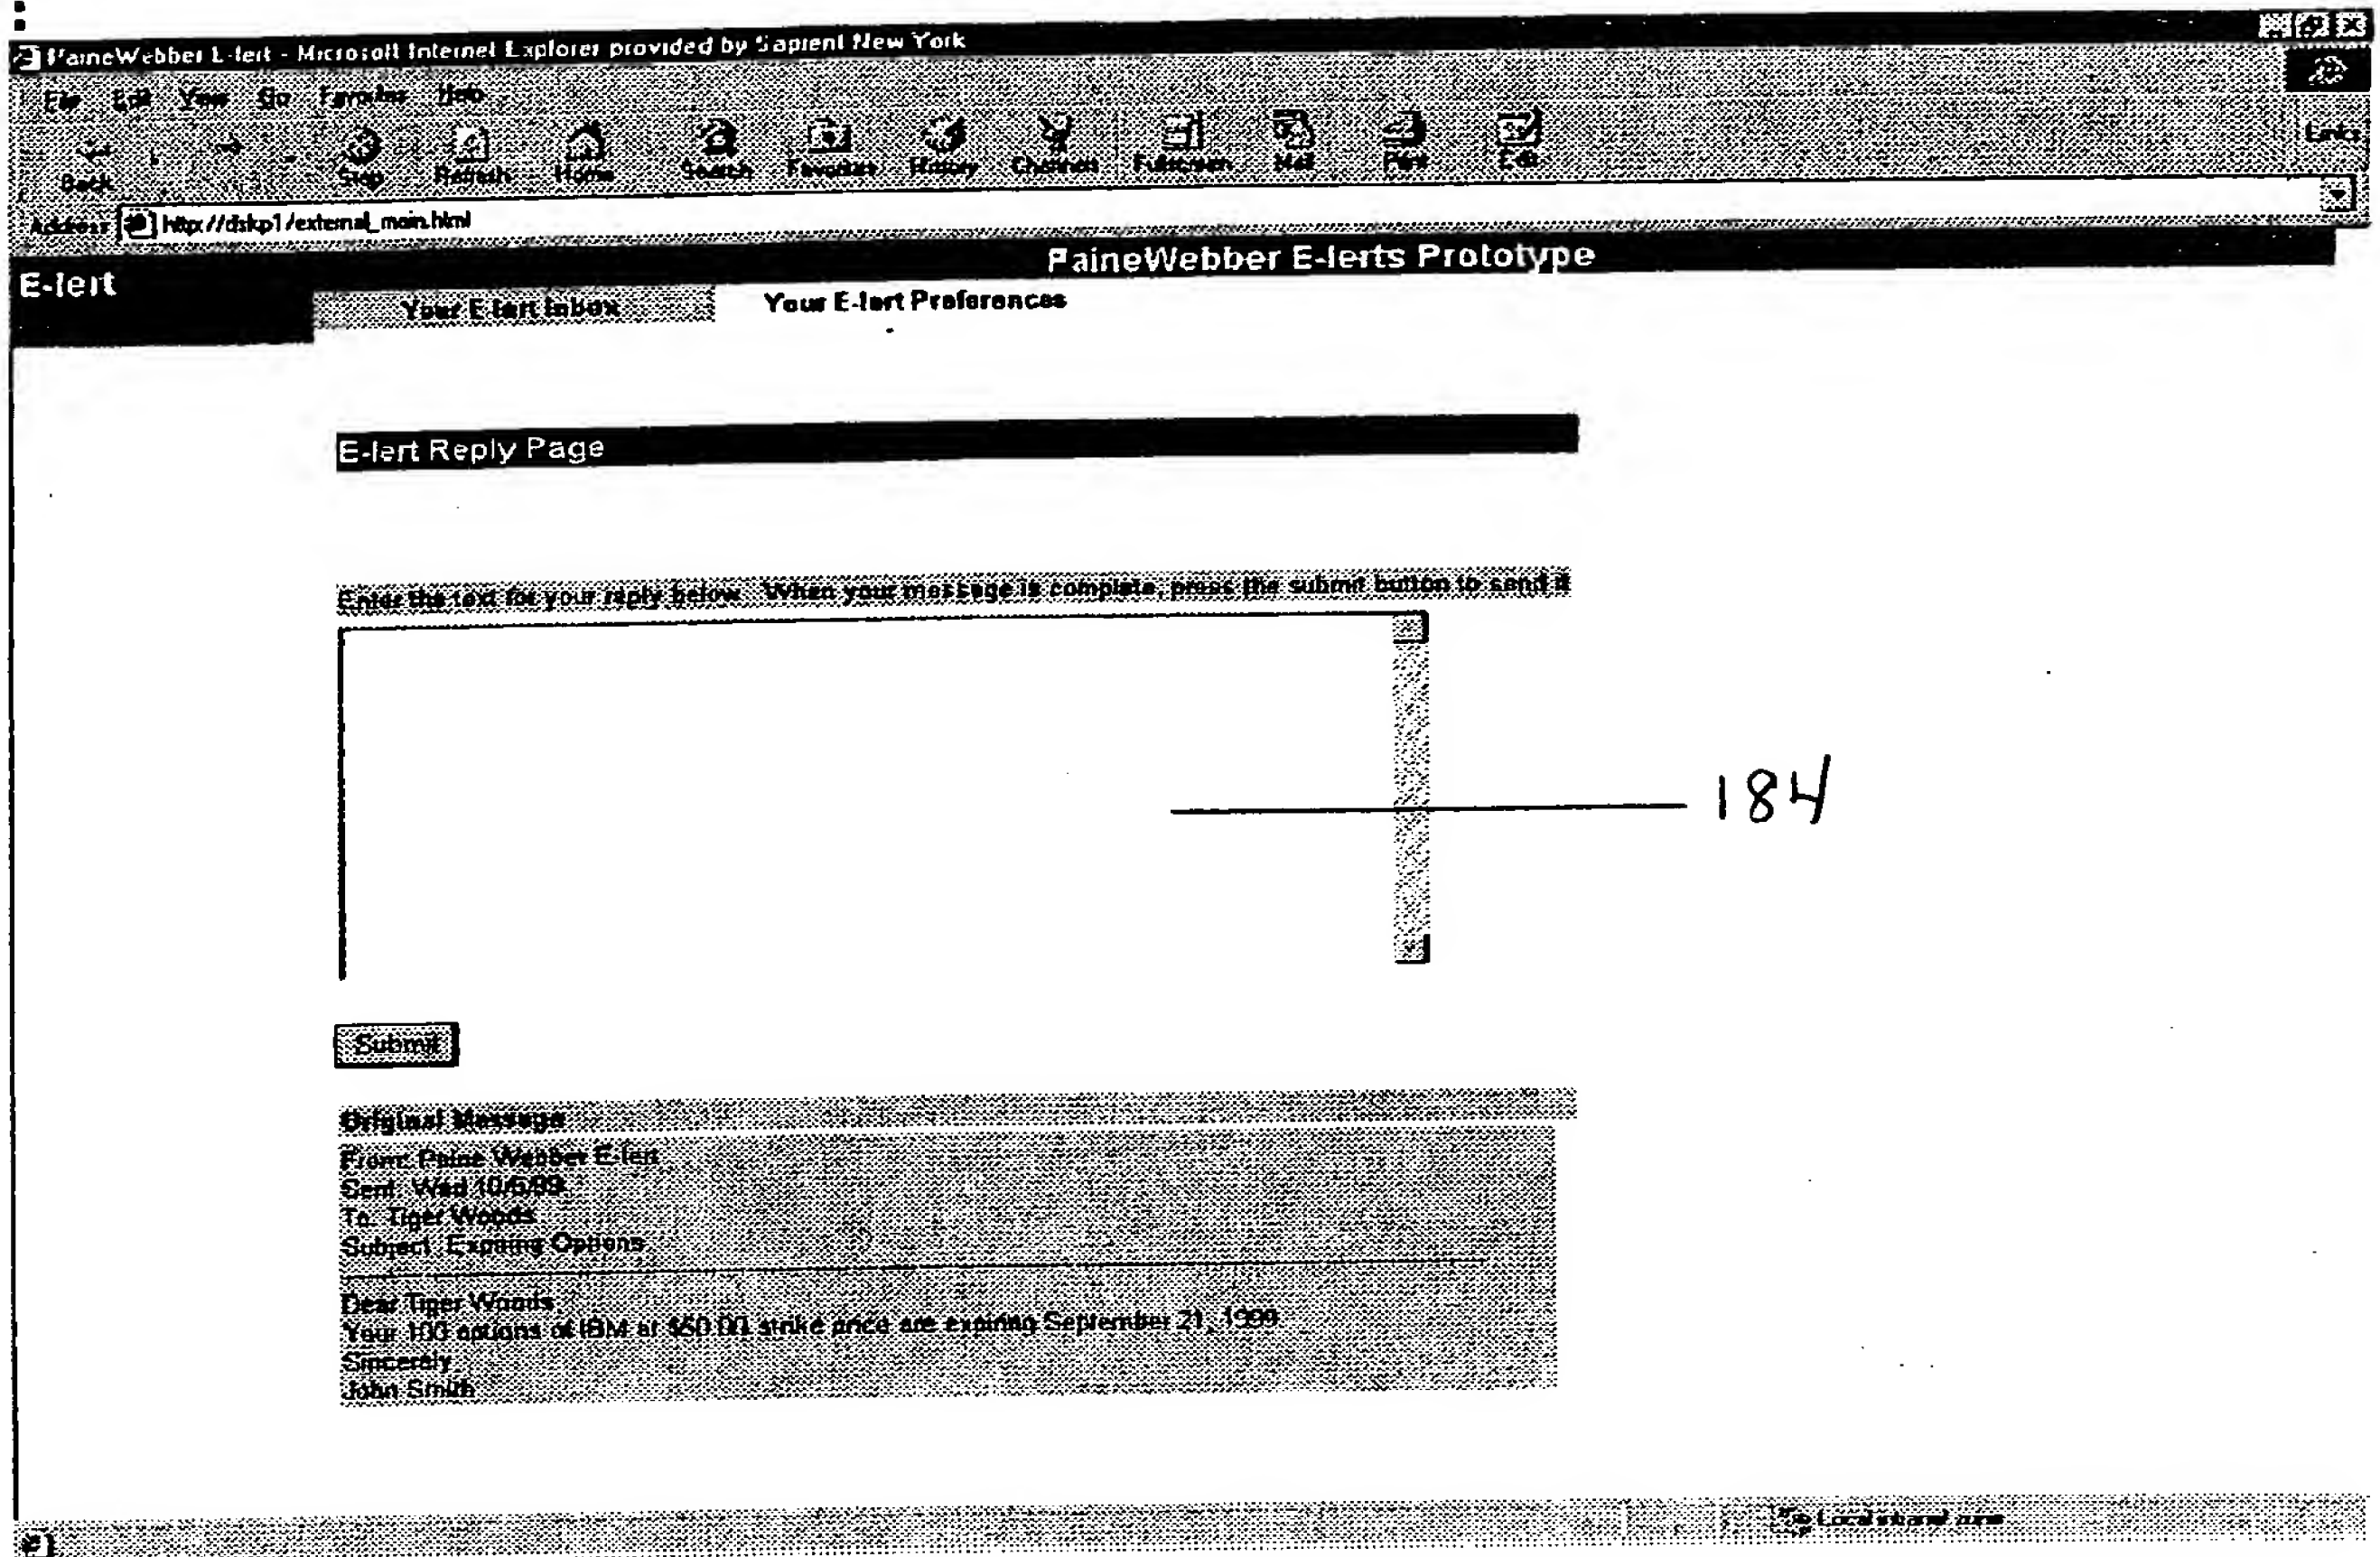 PaineWebber E-lert - Microsoft Internet Explorer provided by Sapient New York
File Edit View Go Favorites Help
Back Stop Refresh Home Search Favorites History Channels Fullscreen Mail Print Edit Links
Address http://dskp1/external_main.html
PaineWebber E-lerts Prototype
E-lert
Your E-lert Inbox Your E-lert Preferences
E-lert Reply Page
Enter the text for your reply below. When your message is complete, press the submit button to send it
184
Submit
Original Message
From: Paine Webber E-lert
Sent: Wed 10/6/99
To: Tiger Woods
Subject: Expiring Options
Dear Tiger Woods
Your 100 options of IBM at $50.00 strike price are expiring September 21, 1999
Sincerely
John Smith
Local intranet zone